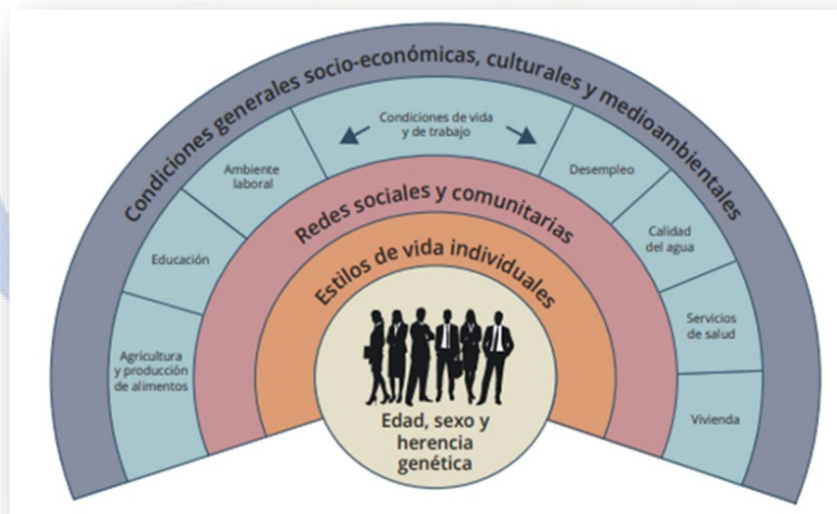 Condiciones generales socio-económicas, culturales y medioambientales
Condiciones de vida
y de trabajo
Ambiente
laboral
Desempleo
Educación
Calidad
del agua
Agricultura
y producción
de alimentos
Servicios
de salud
Vivienda
Redes sociales y comunitarias
Estilos de vida individuales
Edad, sexo y
herencia
genética